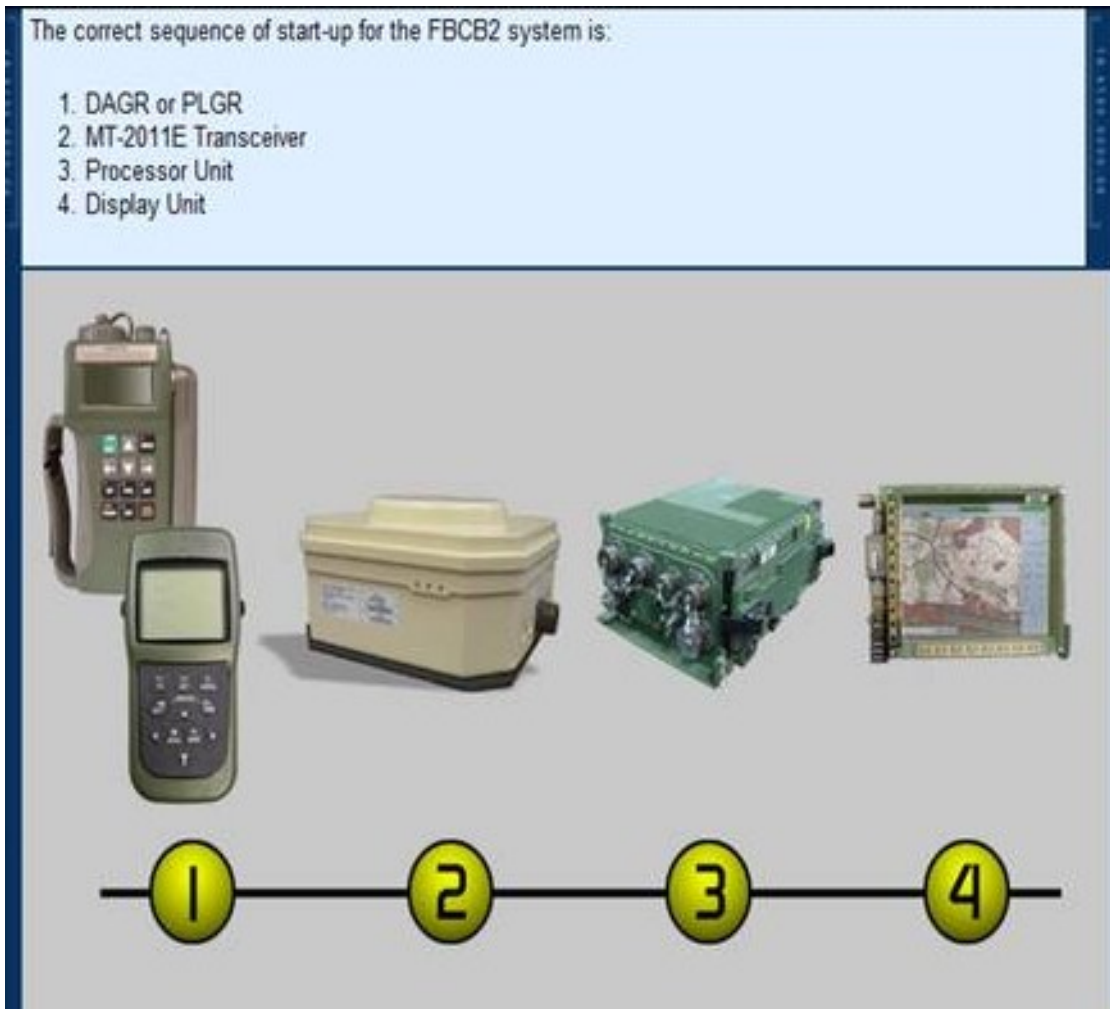 The correct sequence of start-up for the FBCB2 system is:
1. DAGR or PLGR
2. MT-2011E Transceiver
3. Processor Unit
4. Display Unit
1 2 3 4